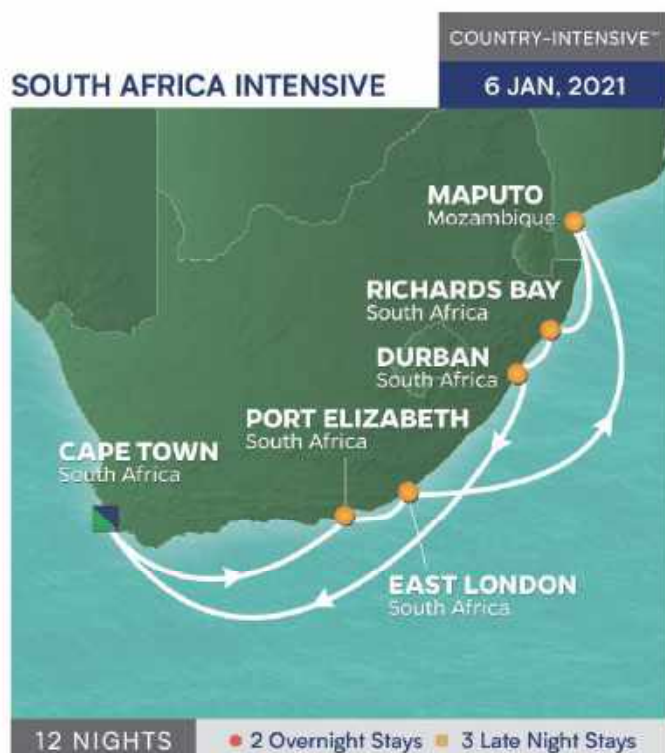 COUNTRY-INTENSIVE™
SOUTH AFRICA INTENSIVE
6 JAN, 2021
MAPUTO
Mozambique
RICHARDS BAY
South Africa
DURBAN
South Africa
PORT ELIZABETH
South Africa
CAPE TOWN
South Africa
EAST LONDON
South Africa
12 NIGHTS
2 Overnight Stays
3 Late Night Stays